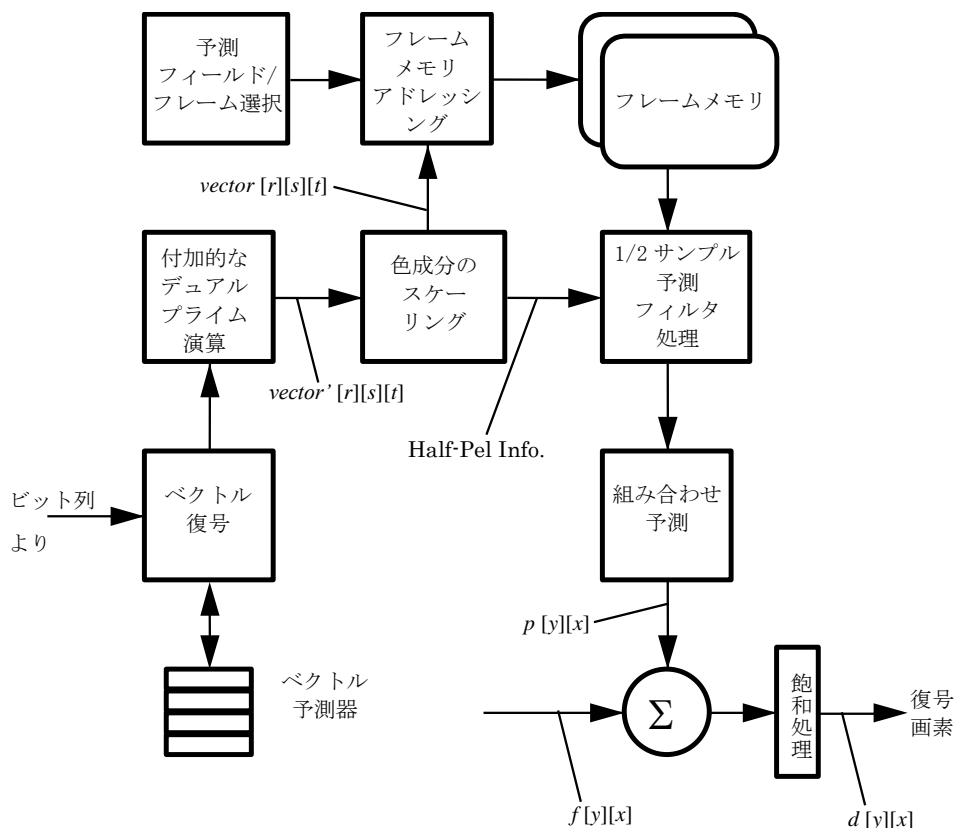 予測
フィールド/
フレーム選択
フレーム
メモリ
アドレッシ
ング
フレームメモリ
vector [r][s][t]
付加的な
デュアル
プライム
演算
色成分の
スケー
リング
1/2 サンプル
予測
フィルタ
処理
vector’ [r][s][t]
Half-Pel Info.
ビット列
より
ベクトル
復号
組み合わせ
予測
p [y][x]
ベクトル
予測器
Σ
飽和処理
復号
画素
f [y][x]
d [y][x]